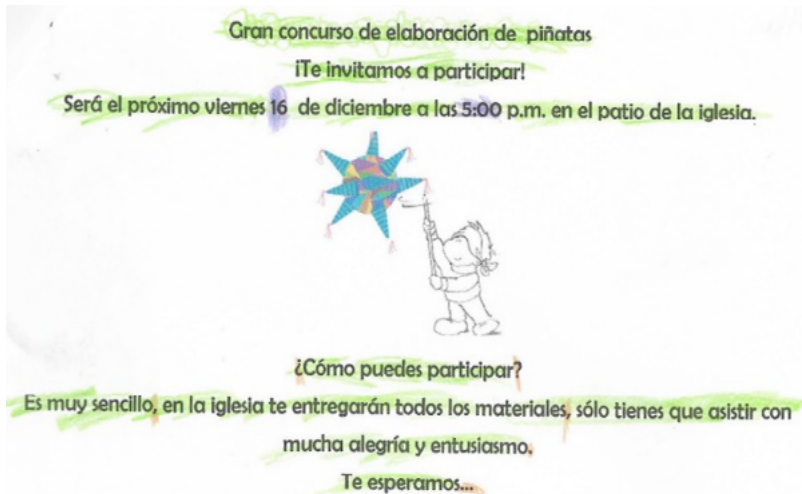 Gran concurso de elaboración de piñatas
¡Te invitamos a participar!
Será el próximo viernes 16 de diciembre a las 5:00 p.m. en el patio de la iglesia.
¿Cómo puedes participar?
Es muy sencillo, en la iglesia te entregarán todos los materiales, sólo tienes que asistir con
mucha alegría y entusiasmo.
Te esperamos...